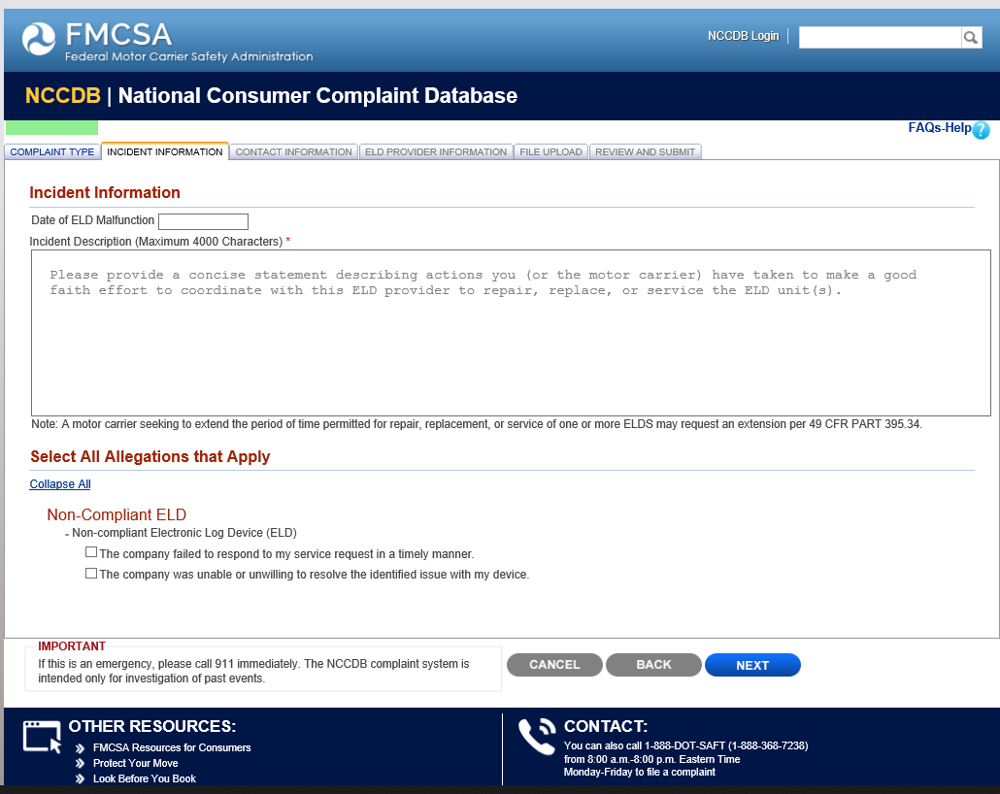 FMCSA
Federal Motor Carrier Safety Administration
NCCDB Login
NCCDB | National Consumer Complaint Database
FAQs-Help ?
COMPLAINT TYPE INCIDENT INFORMATION CONTACT INFORMATION ELD PROVIDER INFORMATION FILE UPLOAD REVIEW AND SUBMIT
Incident Information
Date of ELD Malfunction
Incident Description (Maximum 4000 Characters) *
Please provide a concise statement describing actions you (or the motor carrier) have taken to make a good
faith effort to coordinate with this ELD provider to repair, replace, or service the ELD unit(s).
Note: A motor carrier seeking to extend the period of time permitted for repair, replacement, or service of one or more ELDS may request an extension per 49 CFR PART 395.34.
Select All Allegations that Apply
Collapse All
Non-Compliant ELD
- Non-compliant Electronic Log Device (ELD)
The company failed to respond to my service request in a timely manner.
The company was unable or unwilling to resolve the identified issue with my device.
IMPORTANT
If this is an emergency, please call 911 immediately. The NCCDB complaint system is
intended only for investigation of past events.
CANCEL BACK NEXT
OTHER RESOURCES:
FMCSA Resources for Consumers
Protect Your Move
Look Before You Book
CONTACT:
You can also call 1-888-DOT-SAFT (1-888-368-7238)
from 8:00 a.m.-8:00 p.m. Eastern Time
Monday-Friday to file a complaint